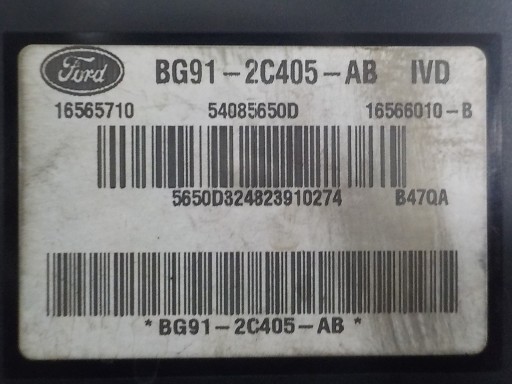 Ford BG91-2C405-AB IVD
16565710 54085650D 16566010-B
5650D324823910274 B47QA
*BG91-2C405-AB*